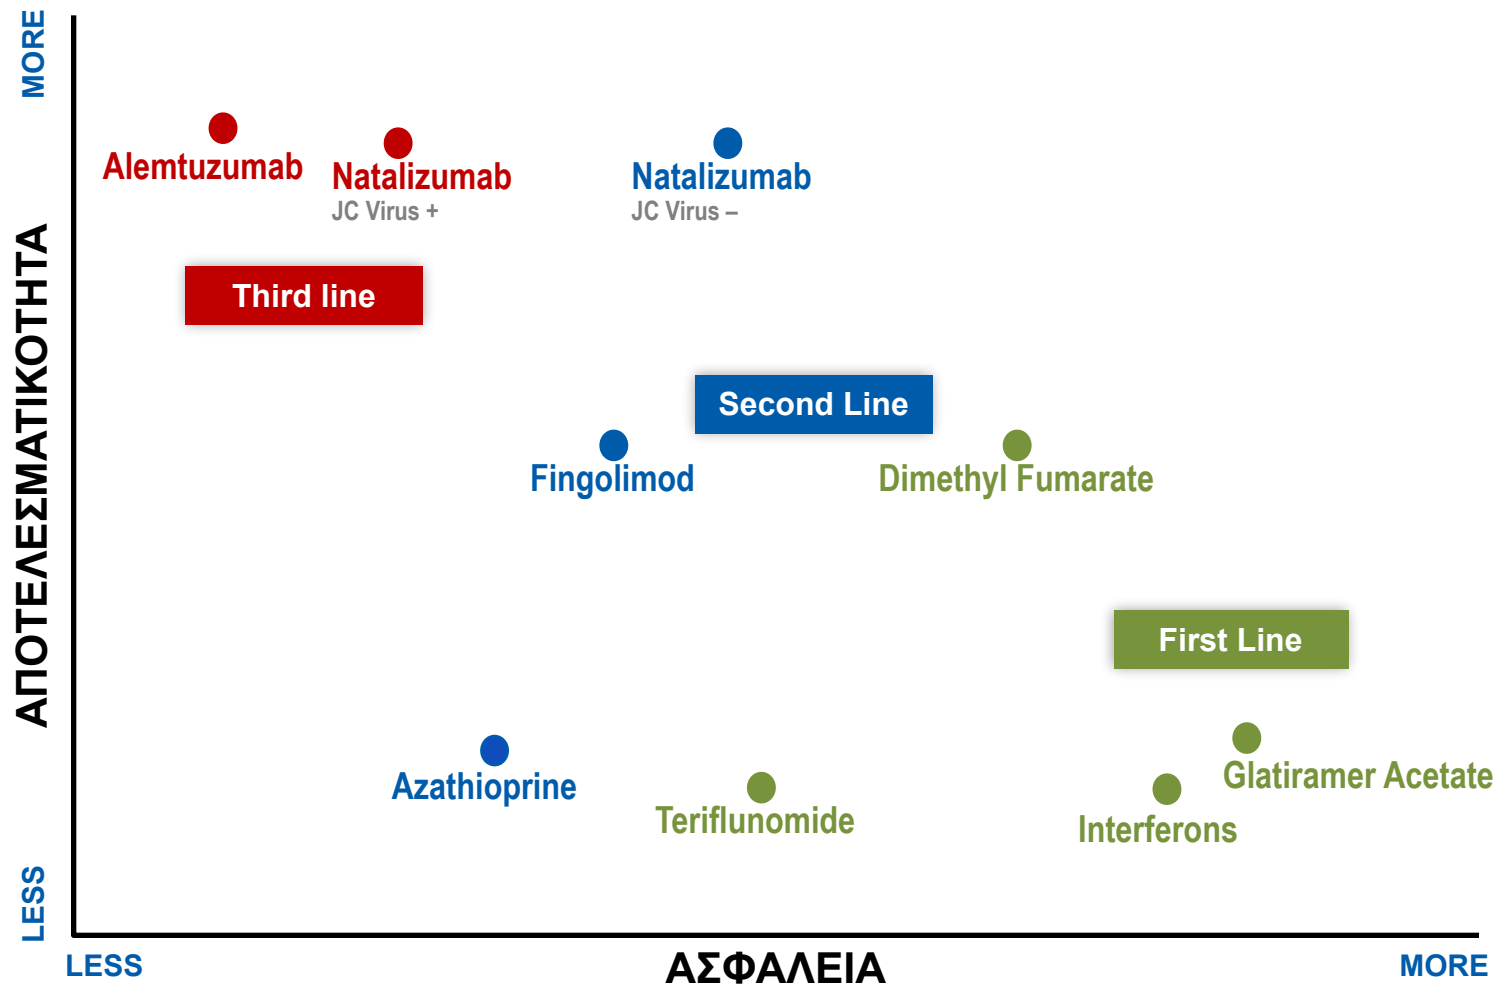 MORE
Alemtuzumab
Natalizumab
JC Virus +
Natalizumab
JC Virus –
Third line
ΑΠΟΤΕΛΕΣΜΑΤΙΚΟΤΗΤΑ
Second Line
Fingolimod
Dimethyl Fumarate
First Line
Azathioprine
Teriflunomide
Glatiramer Acetate
Interferons
LESS
LESS
ΑΣΦΑΛΕΙΑ
MORE